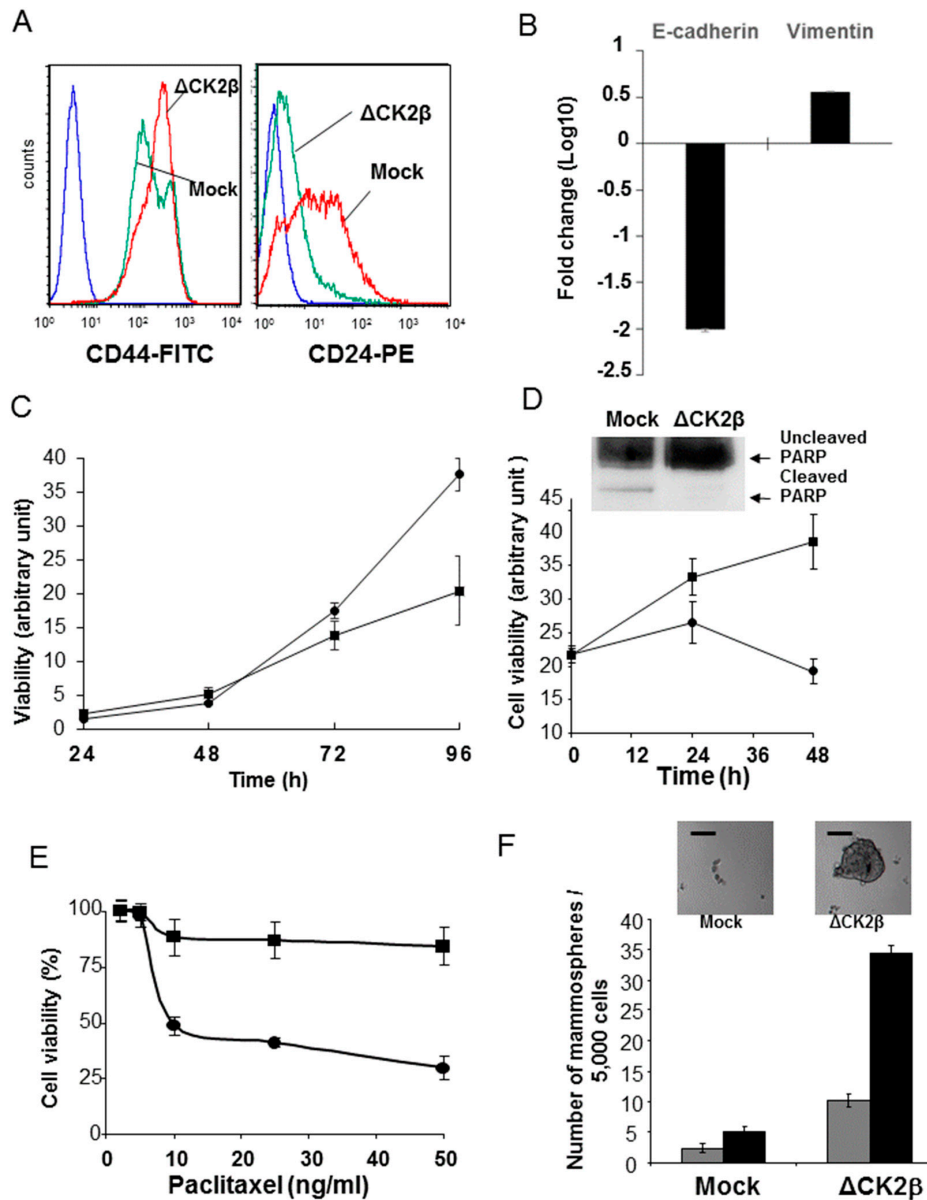 A
counts
ΔCK2β
Mock
10⁰ 10¹ 10² 10³ 10⁴
CD44-FITC
ΔCK2β
Mock
10⁰ 10¹ 10² 10³ 10⁴
CD24-PE
B
E-cadherin Vimentin
Fold change (Log10)
1
0.5
0
-0.5
-1
-1.5
-2
-2.5
C
Viability (arbitrary unit)
40
35
30
25
20
15
10
5
0
24 48 72 96
Time (h)
D
Mock ΔCK2β
Uncleaved
PARP
Cleaved
PARP
Cell viability (arbitrary unit )
45
40
35
30
25
20
15
10
0 12 24 36 48
Time (h)
E
Cell viability (%)
100
75
50
25
0
0 10 20 30 40 50
Paclitaxel (ng/ml)
F
Mock
ΔCK2β
Number of mammospheres /
5,000 cells
40
35
30
25
20
15
10
5
0
Mock ΔCK2β